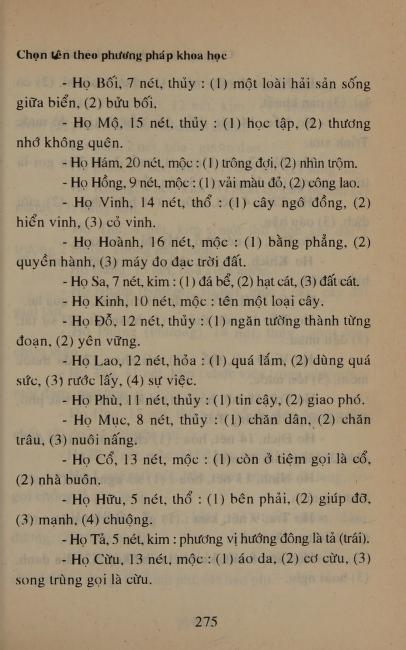 Chọn tên theo phương pháp khoa học
- Họ Bối, 7 nét, thủy : (1) một loài hải sản sống
giữa biển, (2) bửu bối.
- Họ Mộ, 15 nét, thủy : (1) học tập, (2) thương
nhớ không quên.
- Họ Hám, 20 nét, mộc : (1) trông đợi, (2) nhìn trộm.
- Họ Hồng, 9 nét, mộc : (1) vải màu đỏ, (2) công lao.
- Họ Vinh, 14 nét, thổ : (1) cây ngô đồng, (2)
hiển vinh, (3) cỏ vinh.
- Họ Hoành, 16 nét, mộc : (1) bằng phẳng, (2)
quyền hành, (3) máy đo đạc trời đất.
- Họ Sa, 7 nét, kim : (1) đá bể, (2) hạt cát, (3) đất cát.
- Họ Kinh, 10 nét, mộc : tên một loại cây.
- Họ Đỗ, 12 nét, thủy : (1) ngăn tường thành từng
đoạn, (2) yên vững.
- Họ Lao, 12 nét, hỏa : (1) quá lắm, (2) dùng quá
sức, (3) rước lấy, (4) sự việc.
- Họ Phù, 11 nét, thủy : (1) tin cậy, (2) giao phó.
- Họ Mục, 8 nét, thủy : (1) chăn dân, (2) chăn
trâu, (3) nuôi nấng.
- Họ Cổ, 13 nét, mộc : (1) còn ở tiệm gọi là cổ,
(2) nhà buôn.
- Họ Hữu, 5 nét, thổ : (1) bên phải, (2) giúp đỡ,
(3) mạnh, (4) chuộng.
- Họ Tả, 5 nét, kim : phương vị hướng đông là tả (trái).
- Họ Cừu, 13 nét, mộc : (1) áo da, (2) cơ cừu, (3)
song trùng gọi là cừu.
275